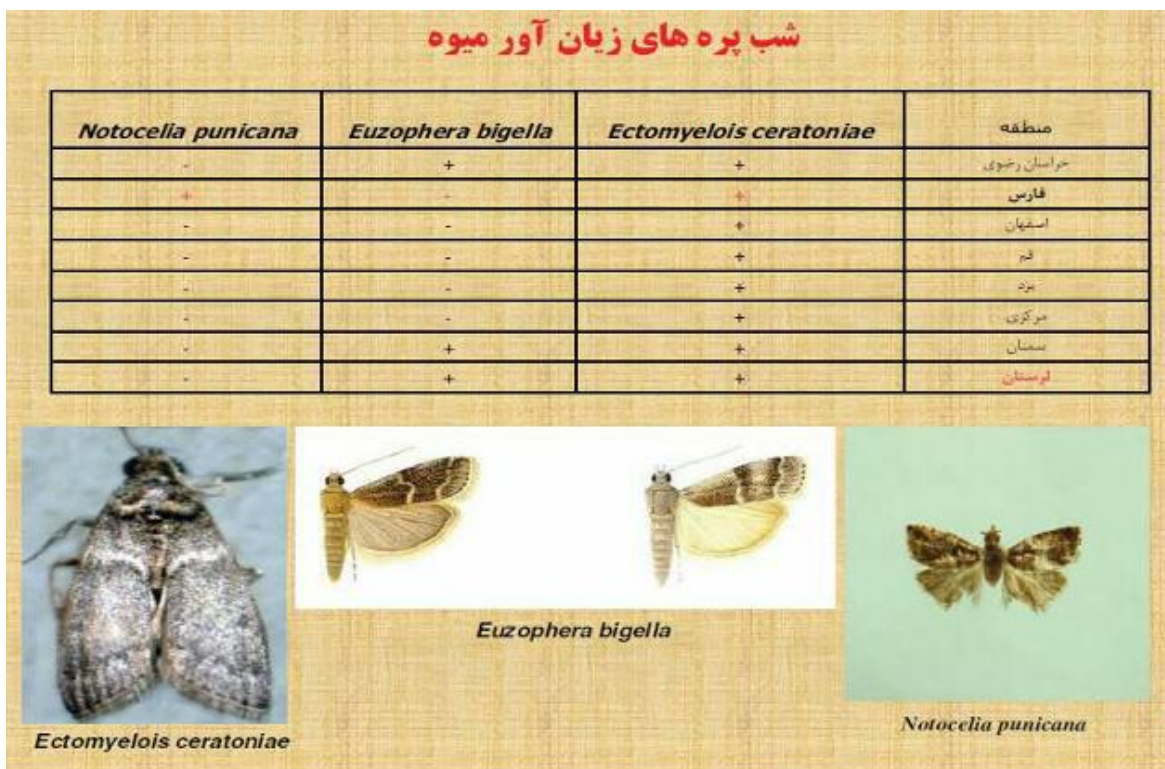 شب پره های زیان آور میوه
منطقه Ectomyelois ceratoniae Euzophera bigella Notocelia punicana
خراسان رضوی + + -
فارس + - +
اصفهان + - -
قم + - -
یزد + - -
مرکزی + - -
سمنان + + -
لرستان + + -
Euzophera bigella
Notocelia punicana
Ectomyelois ceratoniae